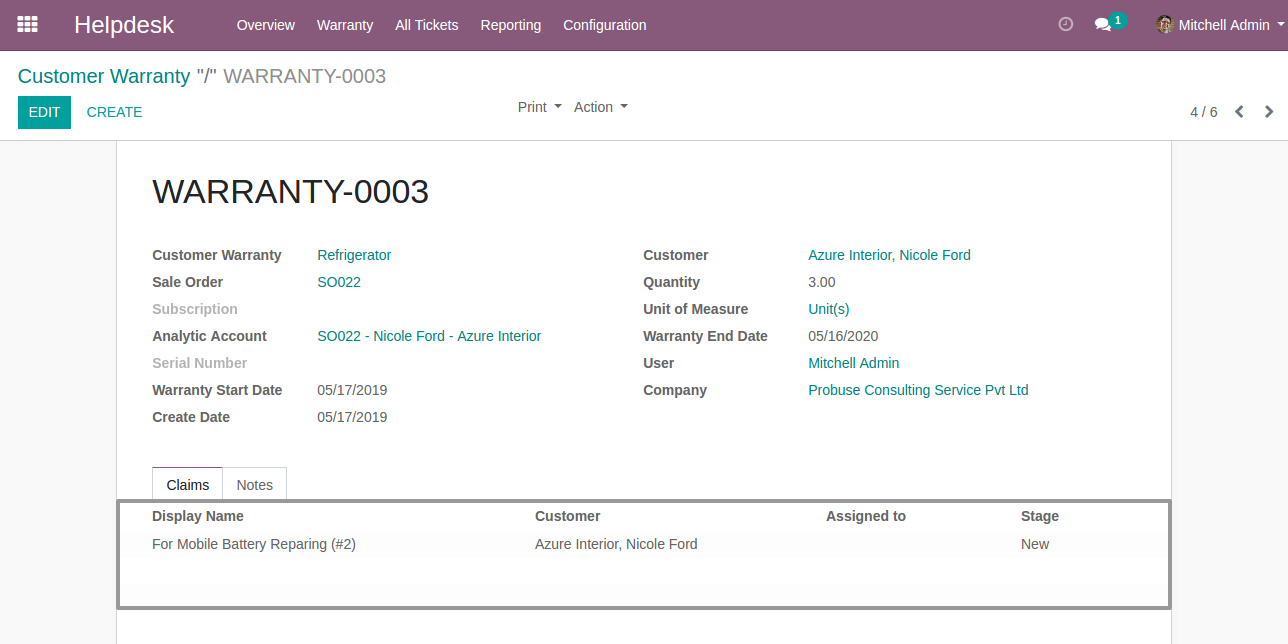 Helpdesk Overview Warranty All Tickets Reporting Configuration 1 Mitchell Admin
Customer Warranty "/" WARRANTY-0003
EDIT CREATE Print Action 4 / 6
WARRANTY-0003
Customer Warranty Refrigerator Customer Azure Interior, Nicole Ford
Sale Order SO022 Quantity 3.00
Subscription Unit of Measure Unit(s)
Analytic Account SO022 - Nicole Ford - Azure Interior Warranty End Date 05/16/2020
Serial Number User Mitchell Admin
Warranty Start Date 05/17/2019 Company Probuse Consulting Service Pvt Ltd
Create Date 05/17/2019
Claims Notes
Display Name Customer Assigned to Stage
For Mobile Battery Reparing (#2) Azure Interior, Nicole Ford New